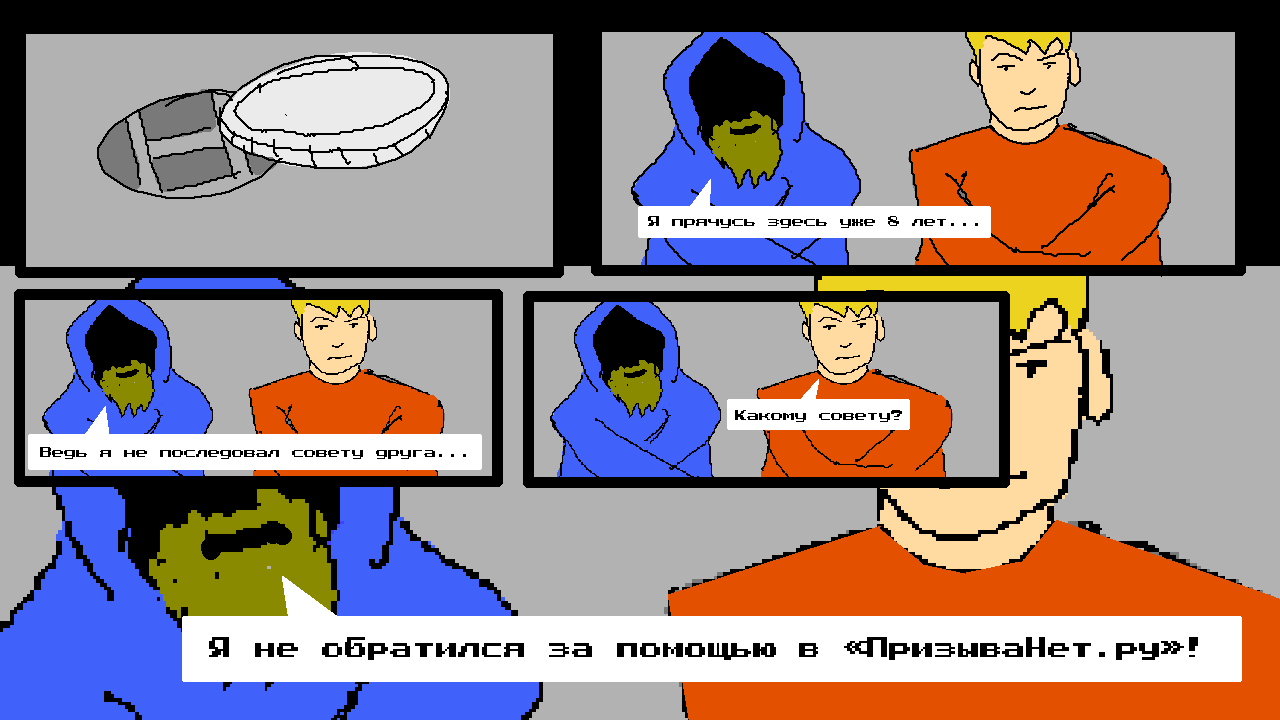 Я прячусь здесь уже 8 лет...
Ведь я не последовал совету друга...
Какому совету?
Я не обратился за помощью в «ПризываНет.ру»!